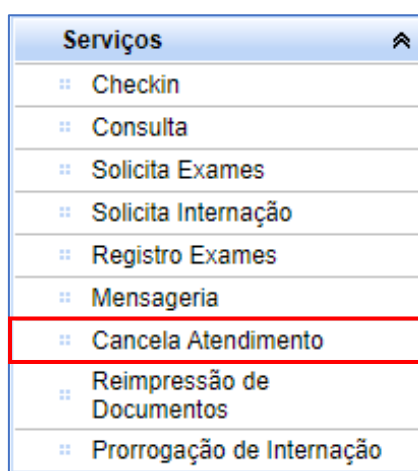 Serviços
Checkin
Consulta
Solicita Exames
Solicita Internação
Registro Exames
Mensageria
Cancela Atendimento
Reimpressão de
Documentos
Prorrogação de Internação